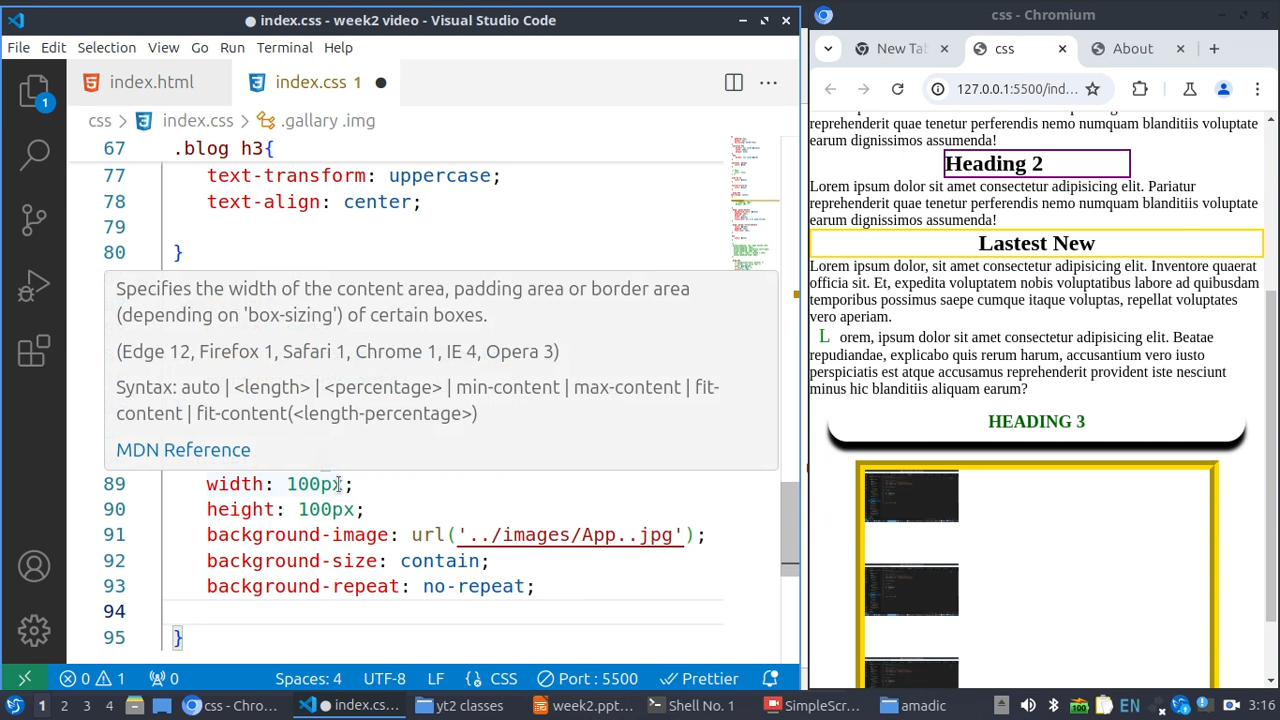 index.css - week2 video - Visual Studio Code
File Edit Selection View Go Run Terminal Help
index.html
index.css 1
css > index.css > .gallary .img
67 .blog h3{
77 text-transform: uppercase;
78 text-align: center;
79
80 }
Specifies the width of the content area, padding area or border area
(depending on 'box-sizing') of certain boxes.
(Edge 12, Firefox 1, Safari 1, Chrome 1, IE 4, Opera 3)
Syntax: auto | <length> | <percentage> | min-content | max-content | fit-
content | fit-content(<length-percentage>)
MDN Reference
89 width: 100px;
90 height: 100px;
91 background-image: url('../images/App..jpg');
92 background-size: contain;
93 background-repeat: no-repeat;
94
95 }
1
0 1 0 Spaces: 4 UTF-8 LF CSS Port : 5500 Prettier
css - Chromium
New Tab
css
About
127.0.0.1:5500/ind...
reprehenderit quae tenetur perferendis nemo numquam blanditiis voluptate
earum dignissimos assumenda!
Heading 2
Lorem ipsum dolor sit amet consectetur adipisicing elit. Pariatur
reprehenderit quae tenetur perferendis nemo numquam blanditiis voluptate
earum dignissimos assumenda!
Lastest New
Lorem ipsum dolor, sit amet consectetur adipisicing elit. Inventore quaerat
officia sit. Et, expedita voluptatem nobis voluptatibus labore ad quibusdam
temporibus possimus saepe cumque itaque voluptas, repellat voluptates
vero aperiam.
L orem, ipsum dolor sit amet consectetur adipisicing elit. Beatae
repudiandae, explicabo quis rerum harum, accusantium vero iusto
perspiciatis est atque accusamus reprehenderit provident iste nesciunt
minus hic blanditiis aliquam earum?
HEADING 3
1 2 3 4 css - Chro... index.cs... yta classes week2.ppt... Shell No. 1 SimpleScr... amadic 100 EN 3:16